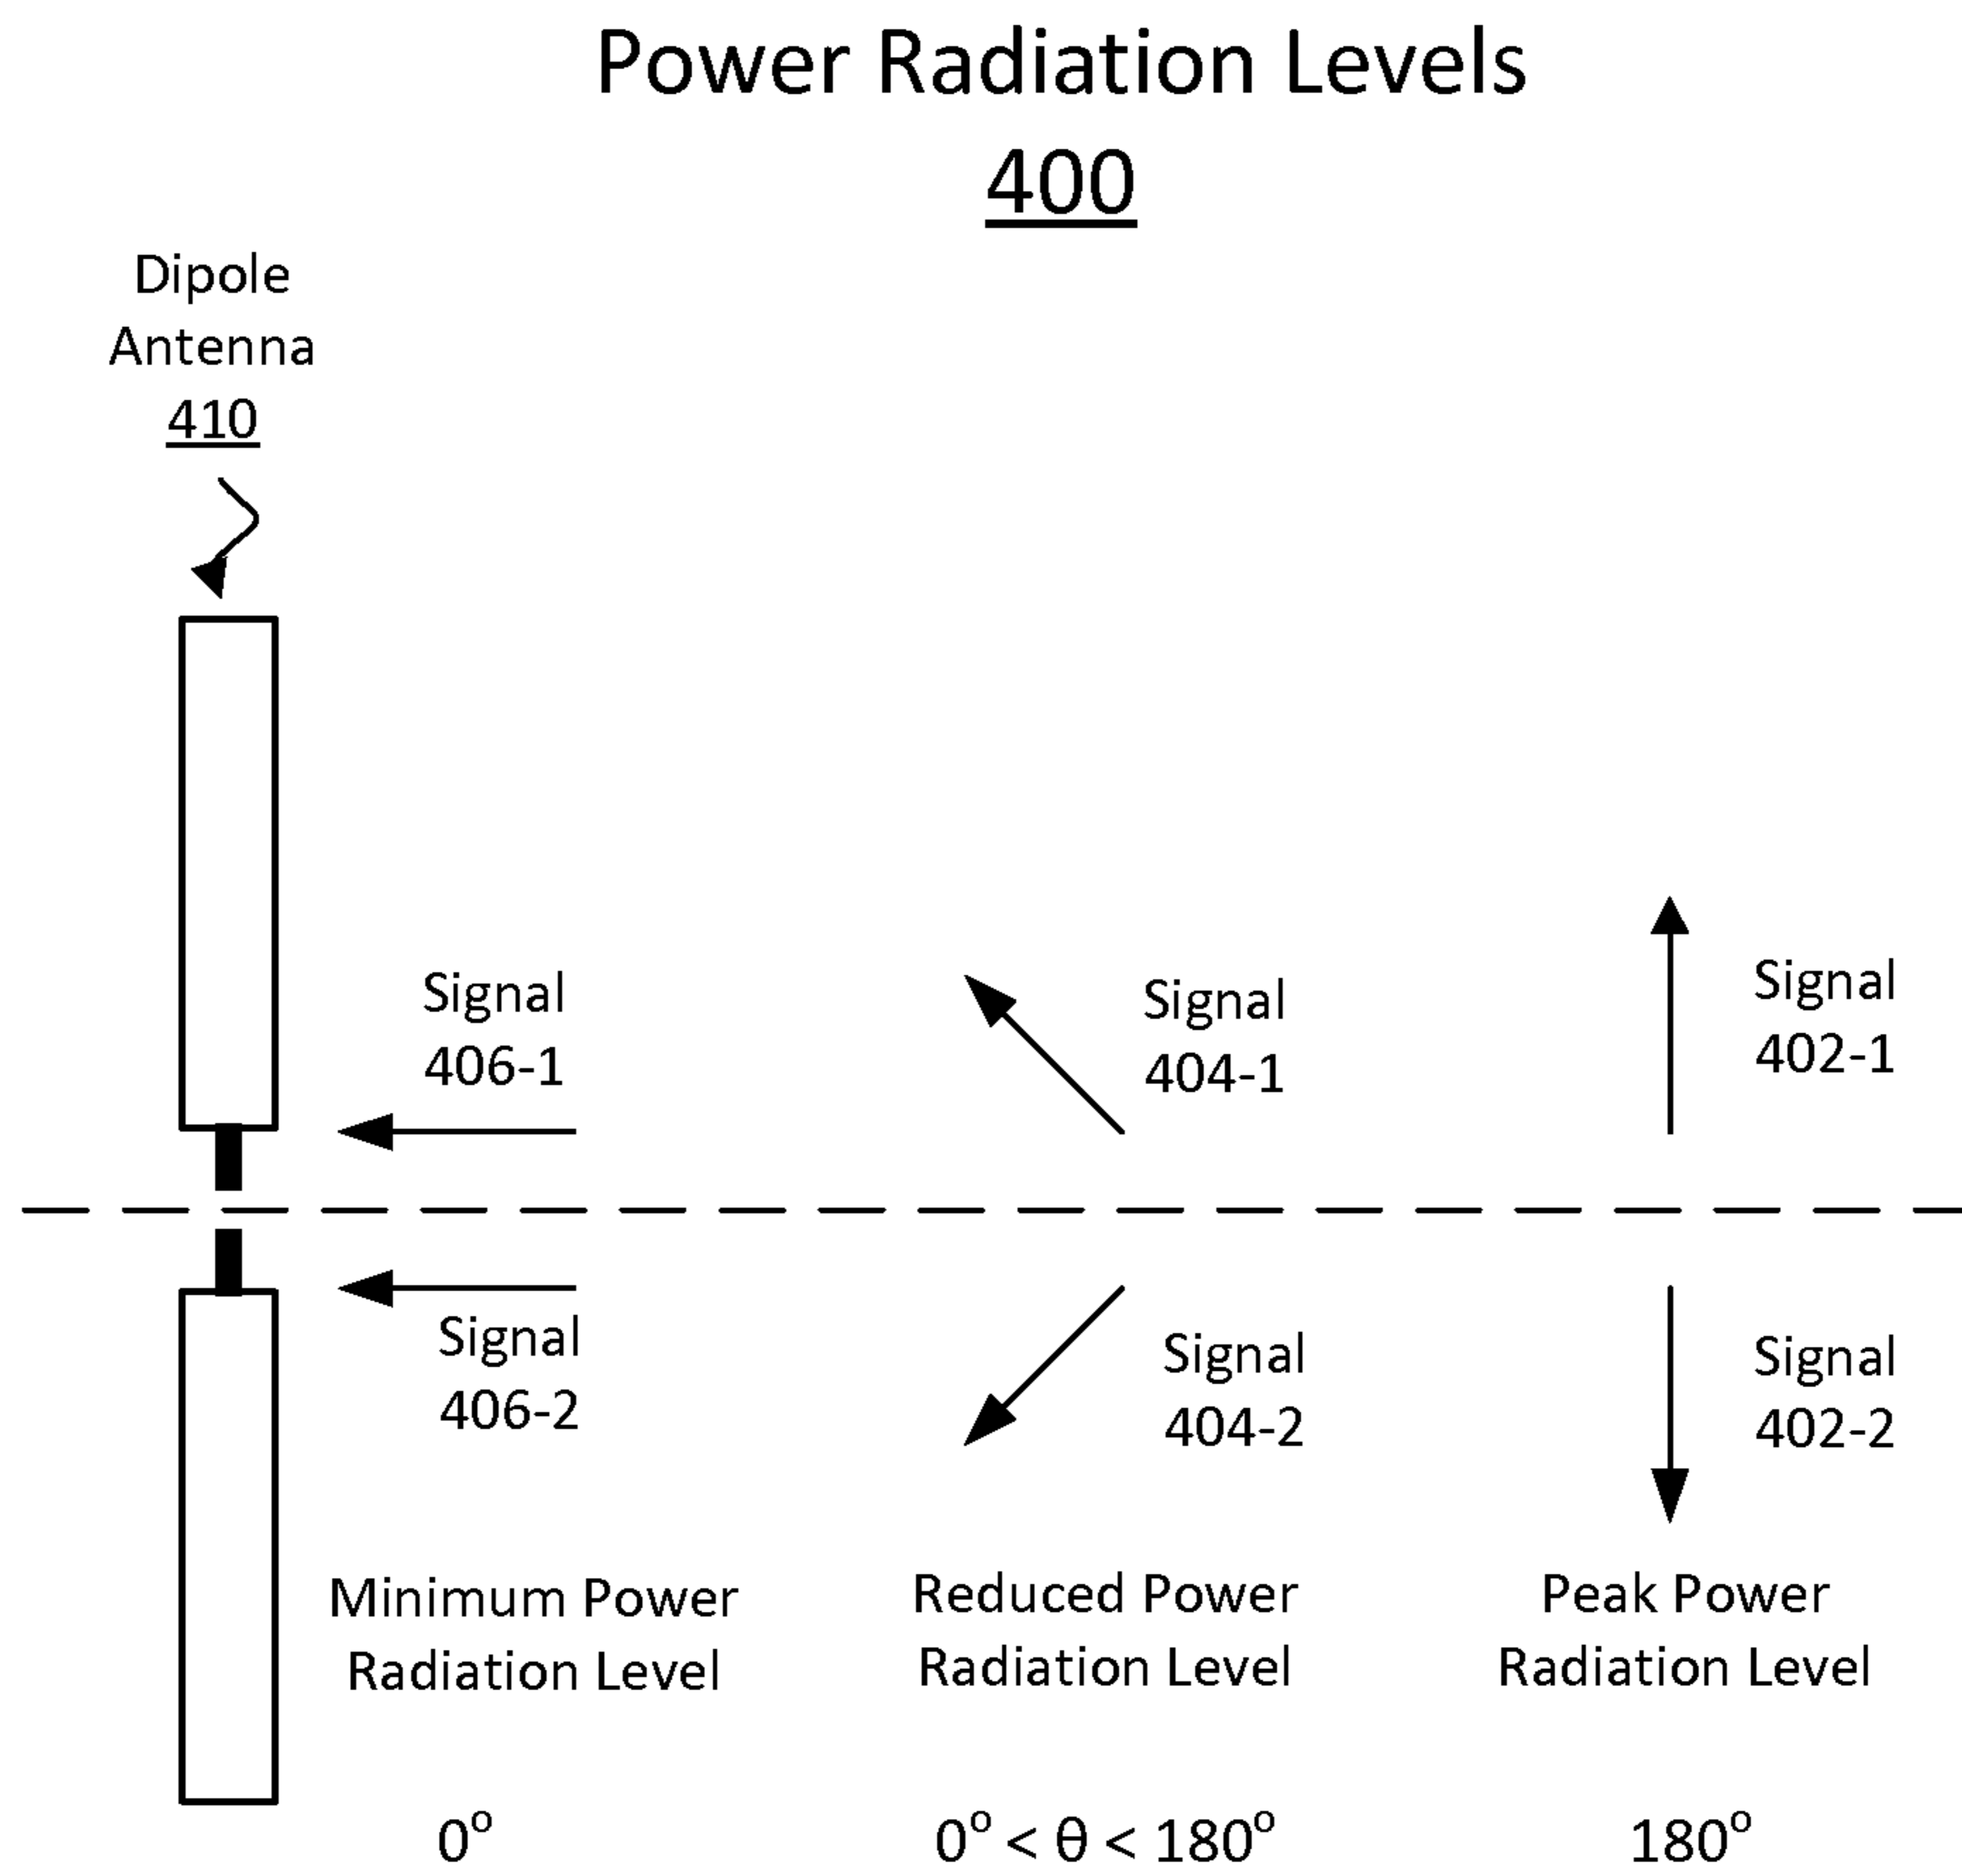 Power Radiation Levels
400
Dipole
Antenna
410
Signal
406-1
Signal
404-1
Signal
402-1
Signal
406-2
Signal
404-2
Signal
402-2
Minimum Power
Radiation Level
Reduced Power
Radiation Level
Peak Power
Radiation Level
0°
0° < θ < 180°
180°